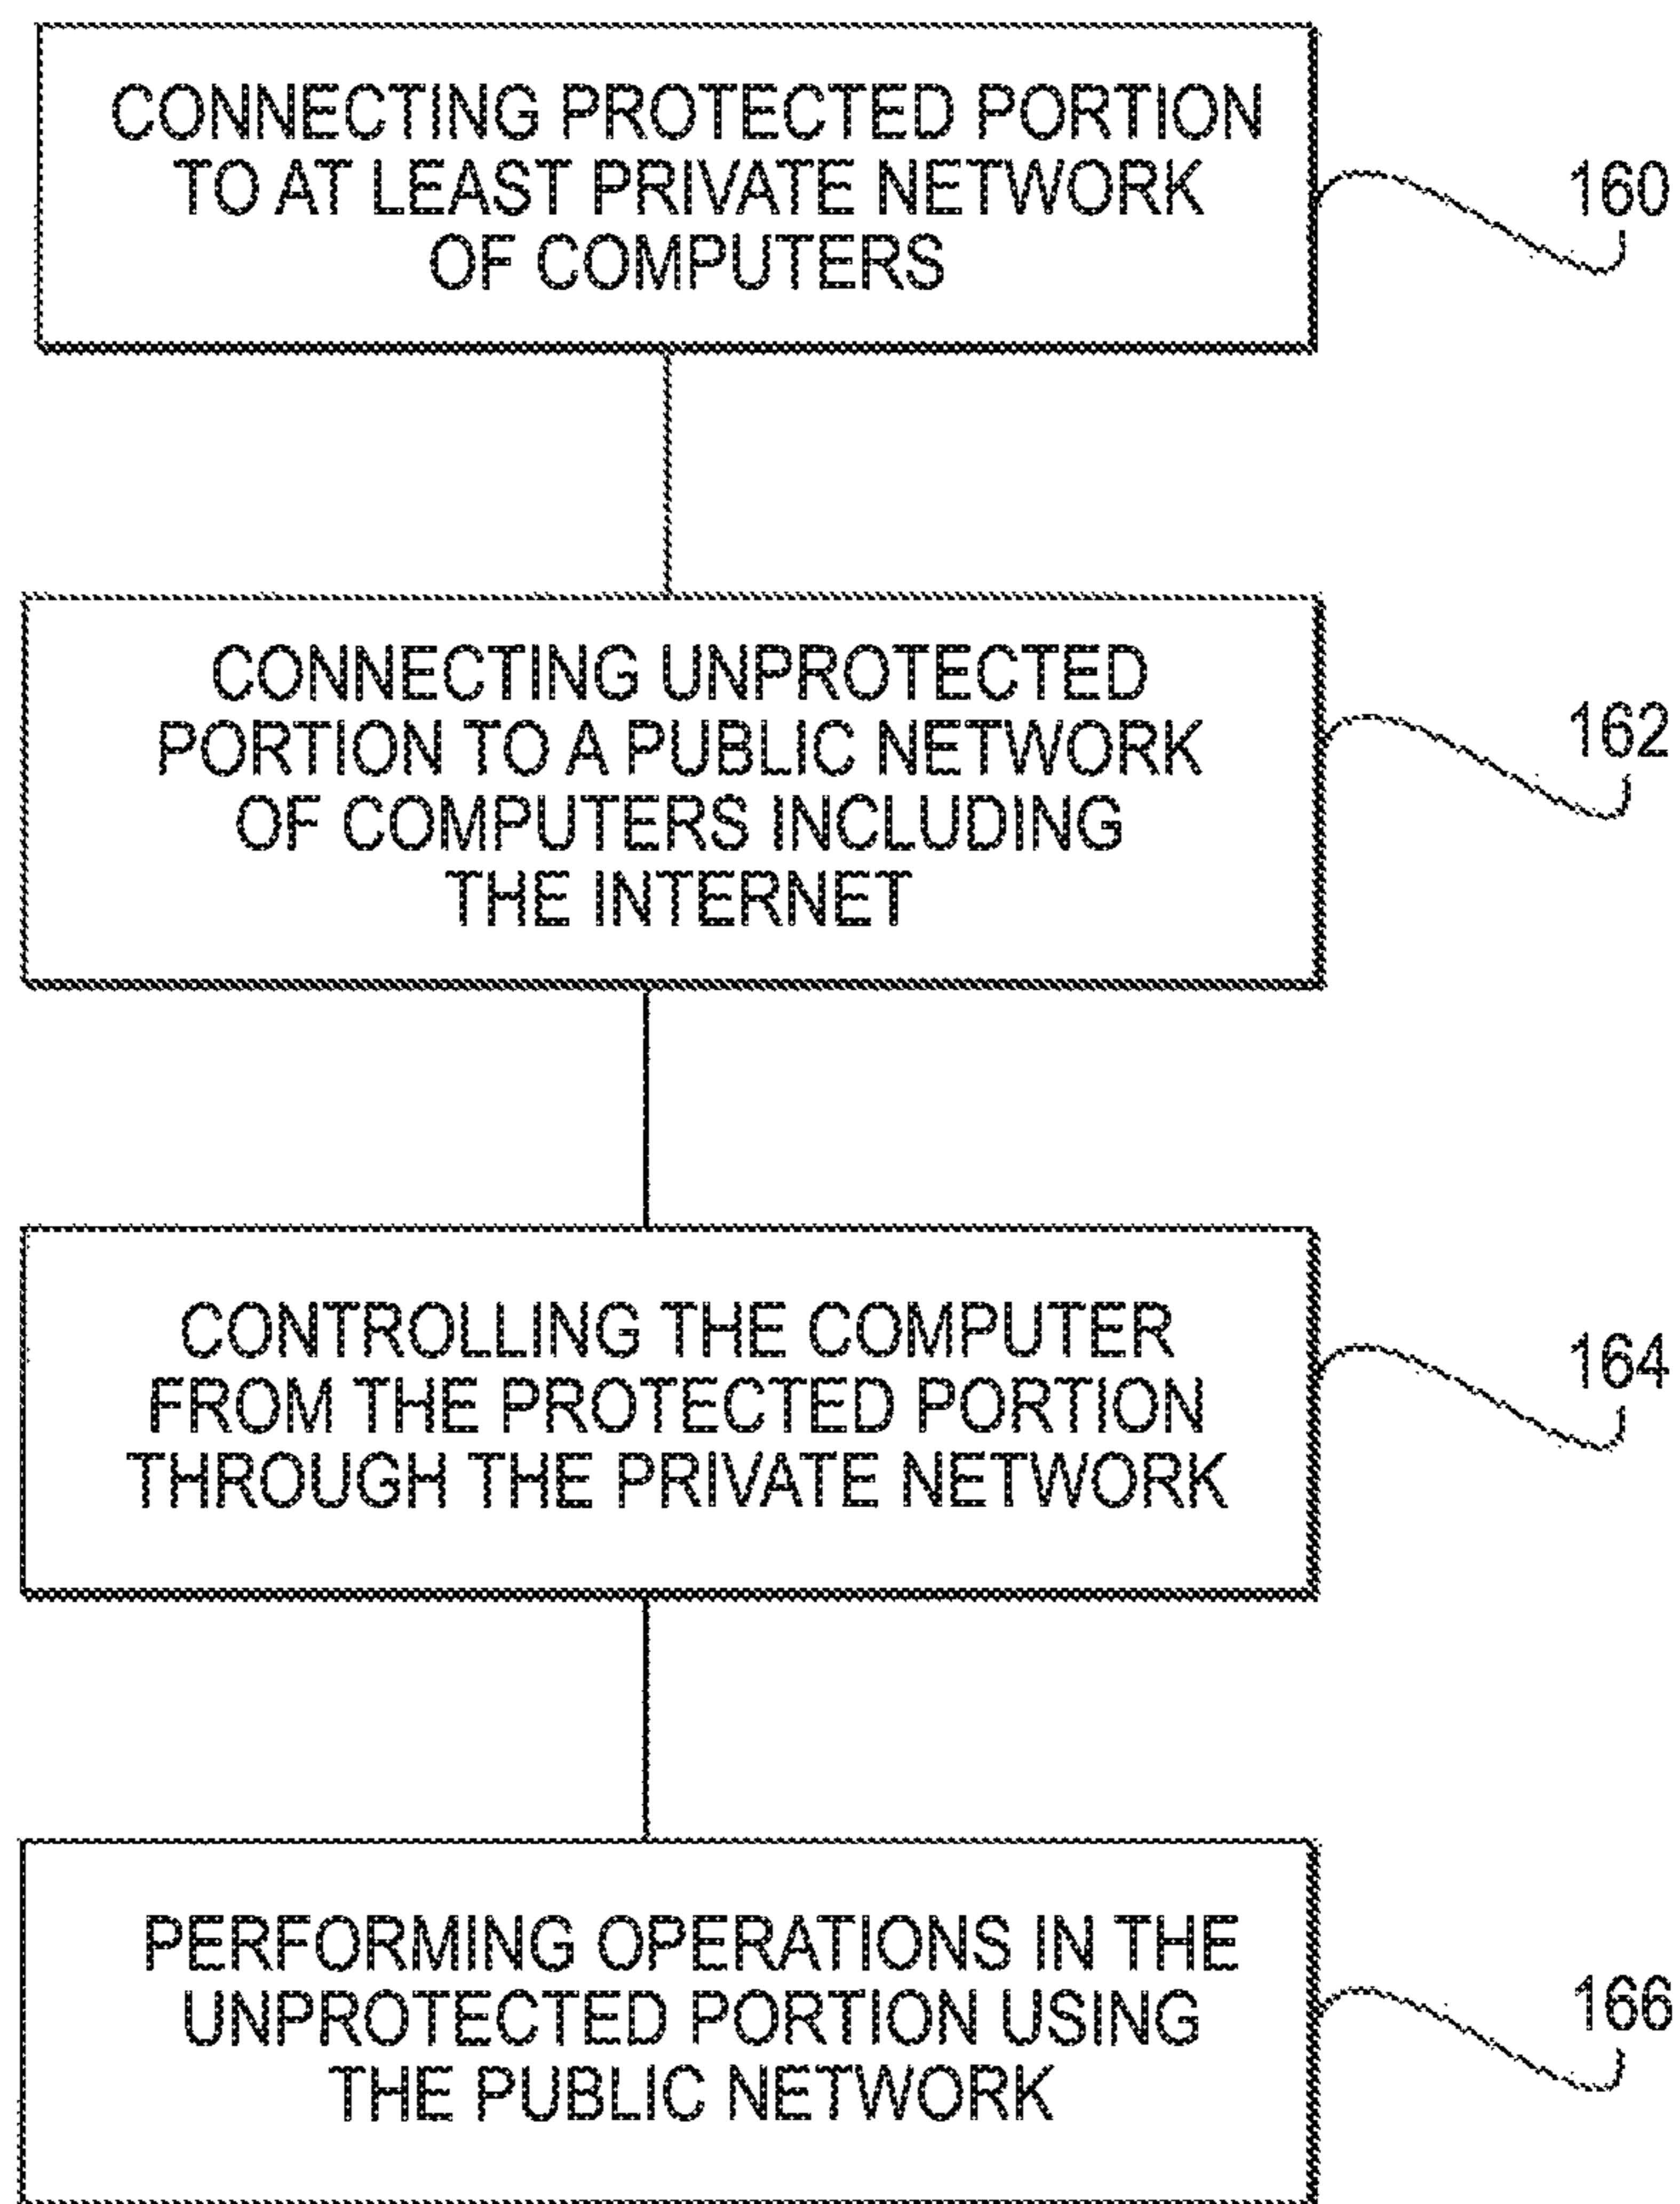 CONNECTING PROTECTED PORTION
TO AT LEAST PRIVATE NETWORK
OF COMPUTERS
160
CONNECTING UNPROTECTED
PORTION TO A PUBLIC NETWORK
OF COMPUTERS INCLUDING
THE INTERNET
162
CONTROLLING THE COMPUTER
FROM THE PROTECTED PORTION
THROUGH THE PRIVATE NETWORK
164
PERFORMING OPERATIONS IN THE
UNPROTECTED PORTION USING
THE PUBLIC NETWORK
166